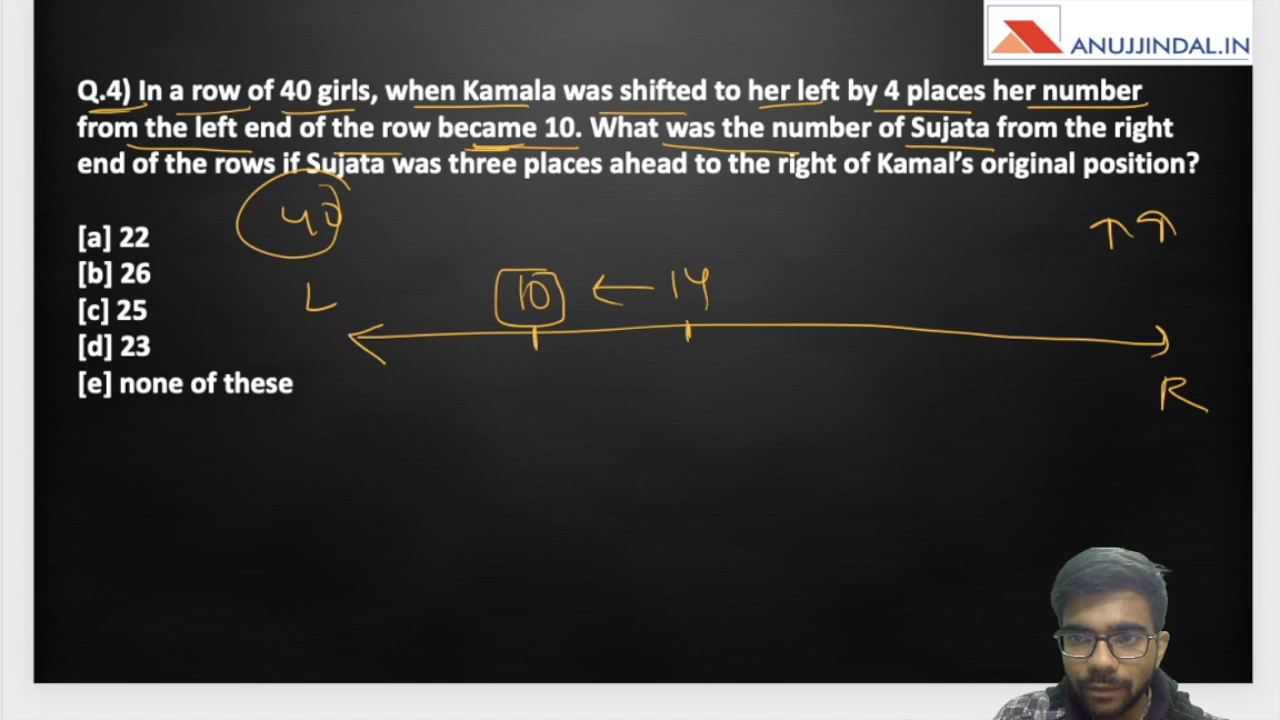 ANUJJINDAL.IN
Q.4) In a row of 40 girls, when Kamala was shifted to her left by 4 places her number
from the left end of the row became 10. What was the number of Sujata from the right
end of the rows if Sujata was three places ahead to the right of Kamal’s original position?
40
[a] 22
[b] 26
[c] 25
[d] 23
[e] none of these
L
10 ← 14
R